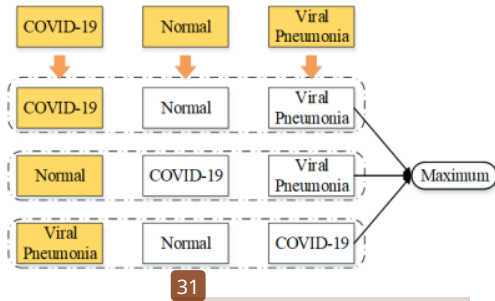 COVID-19
Normal
Viral
Pneumonia
COVID-19
Normal
Viral
Pneumonia
Normal
COVID-19
Viral
Pneumonia
Maximum
Viral
Pneumonia
Normal
COVID-19
31